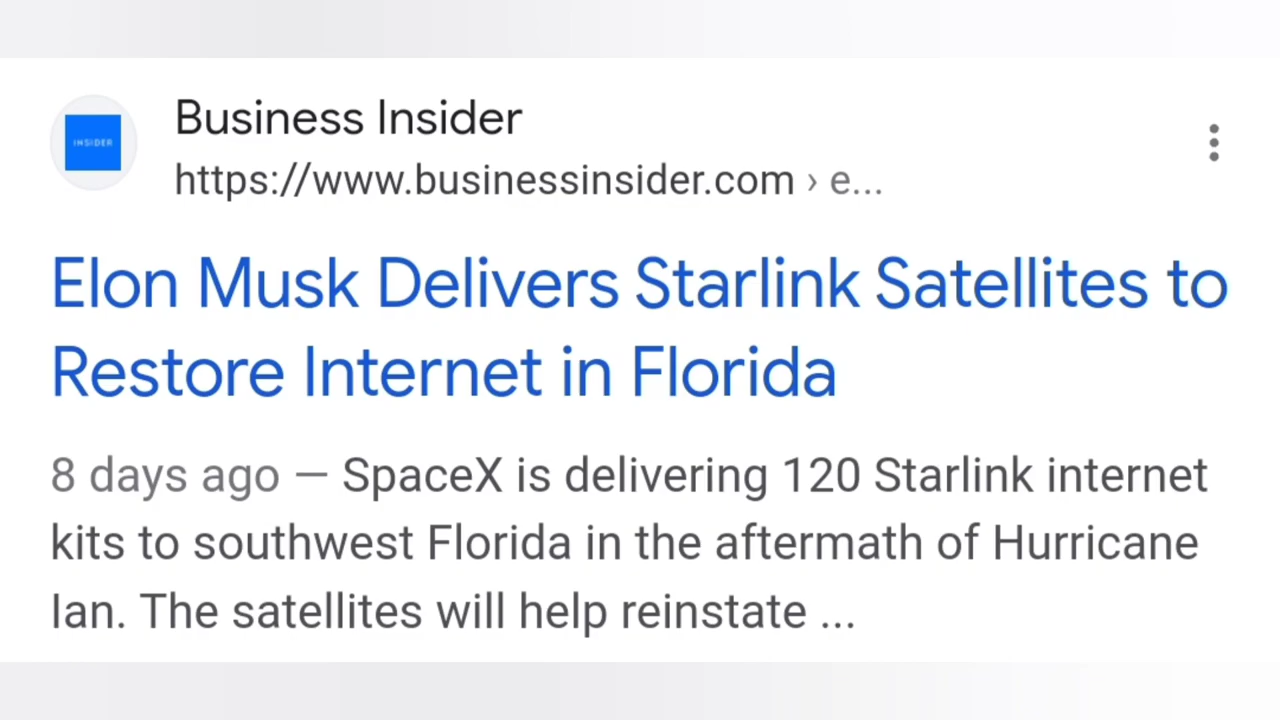 INSIDER
Business Insider
https://www.businessinsider.com › e...
Elon Musk Delivers Starlink Satellites to
Restore Internet in Florida
8 days ago — SpaceX is delivering 120 Starlink internet
kits to southwest Florida in the aftermath of Hurricane
Ian. The satellites will help reinstate ...